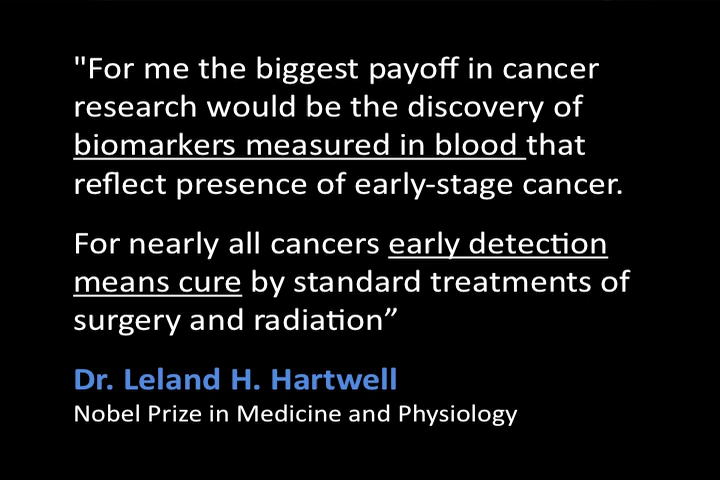 "For me the biggest payoff in cancer
research would be the discovery of
biomarkers measured in blood that
reflect presence of early-stage cancer.
For nearly all cancers early detection
means cure by standard treatments of
surgery and radiation”
Dr. Leland H. Hartwell
Nobel Prize in Medicine and Physiology